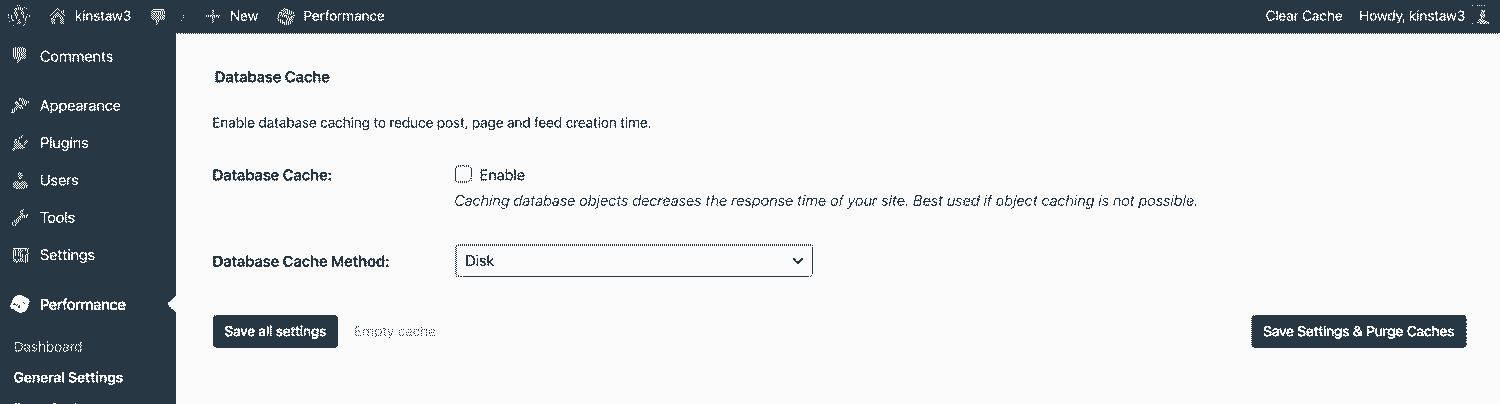 kinstaw3 New Performance Clear Cache Howdy, kinstaw3
Comments
Appearance
Plugins
Users
Tools
Settings
Performance
Dashboard
General Settings
Database Cache
Enable database caching to reduce post, page and feed creation time.
Database Cache: Enable
Caching database objects decreases the response time of your site. Best used if object caching is not possible.
Database Cache Method: Disk
Save all settings Empty cache Save Settings & Purge Caches